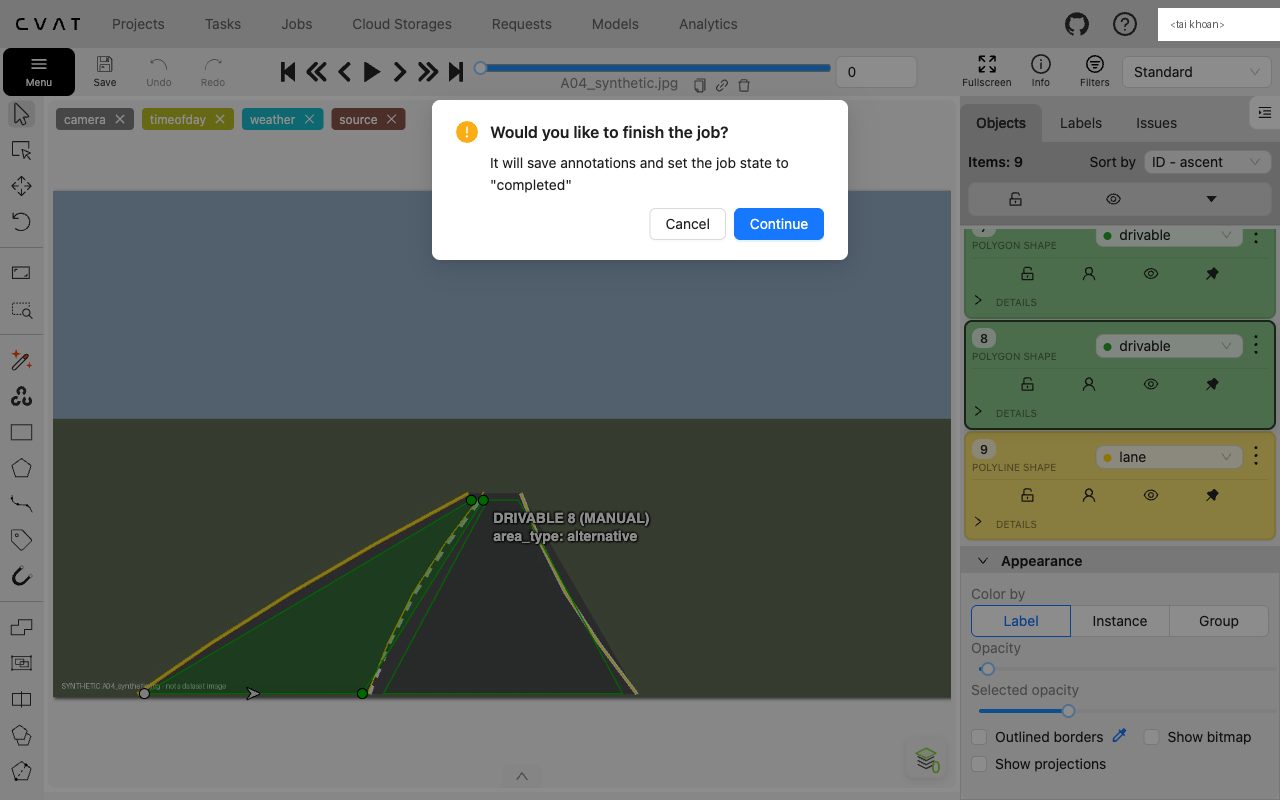 CVAT Projects Tasks Jobs Cloud Storages Requests Models Analytics <tai khoan>
Menu Save Undo Redo A04_synthetic.jpg 0 Fullscreen Info Filters Standard
camera timeofday weather source
Would you like to finish the job?
It will save annotations and set the job state to
"completed"
Cancel Continue
Objects Labels Issues
Items: 9 Sort by ID - ascent
drivable
POLYGON SHAPE
DETAILS
8 drivable
POLYGON SHAPE
DETAILS
9 lane
POLYLINE SHAPE
DETAILS
DRIVABLE 8 (MANUAL)
area_type: alternative
Appearance
Color by
Label Instance Group
Opacity
Selected opacity
Outlined borders Show bitmap
Show projections
0